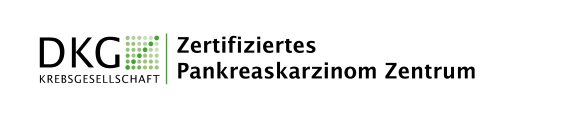 DKG
KREBSGESELLSCHAFT
Zertifiziertes
Pankreaskarzinom Zentrum